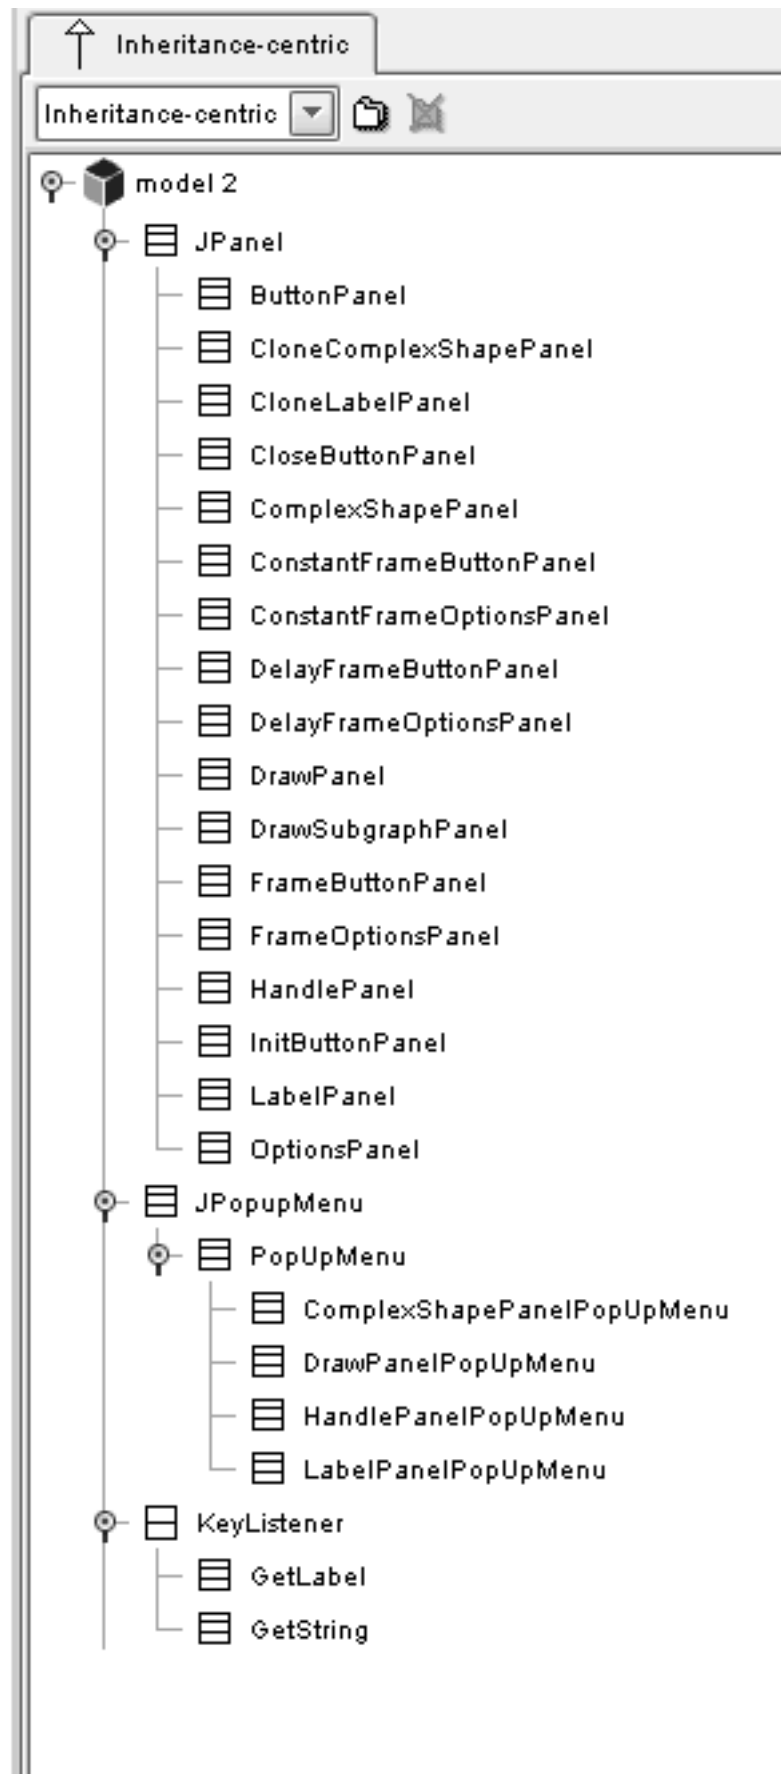 Inheritance-centric
Inheritance-centric
model 2
JPanel
ButtonPanel
CloneComplexShapePanel
CloneLabelPanel
CloseButtonPanel
ComplexShapePanel
ConstantFrameButtonPanel
ConstantFrameOptionsPanel
DelayFrameButtonPanel
DelayFrameOptionsPanel
DrawPanel
DrawSubgraphPanel
FrameButtonPanel
FrameOptionsPanel
HandlePanel
InitButtonPanel
LabelPanel
OptionsPanel
JPopupMenu
PopUpMenu
ComplexShapePanelPopUpMenu
DrawPanelPopUpMenu
HandlePanelPopUpMenu
LabelPanelPopUpMenu
KeyListener
GetLabel
GetString